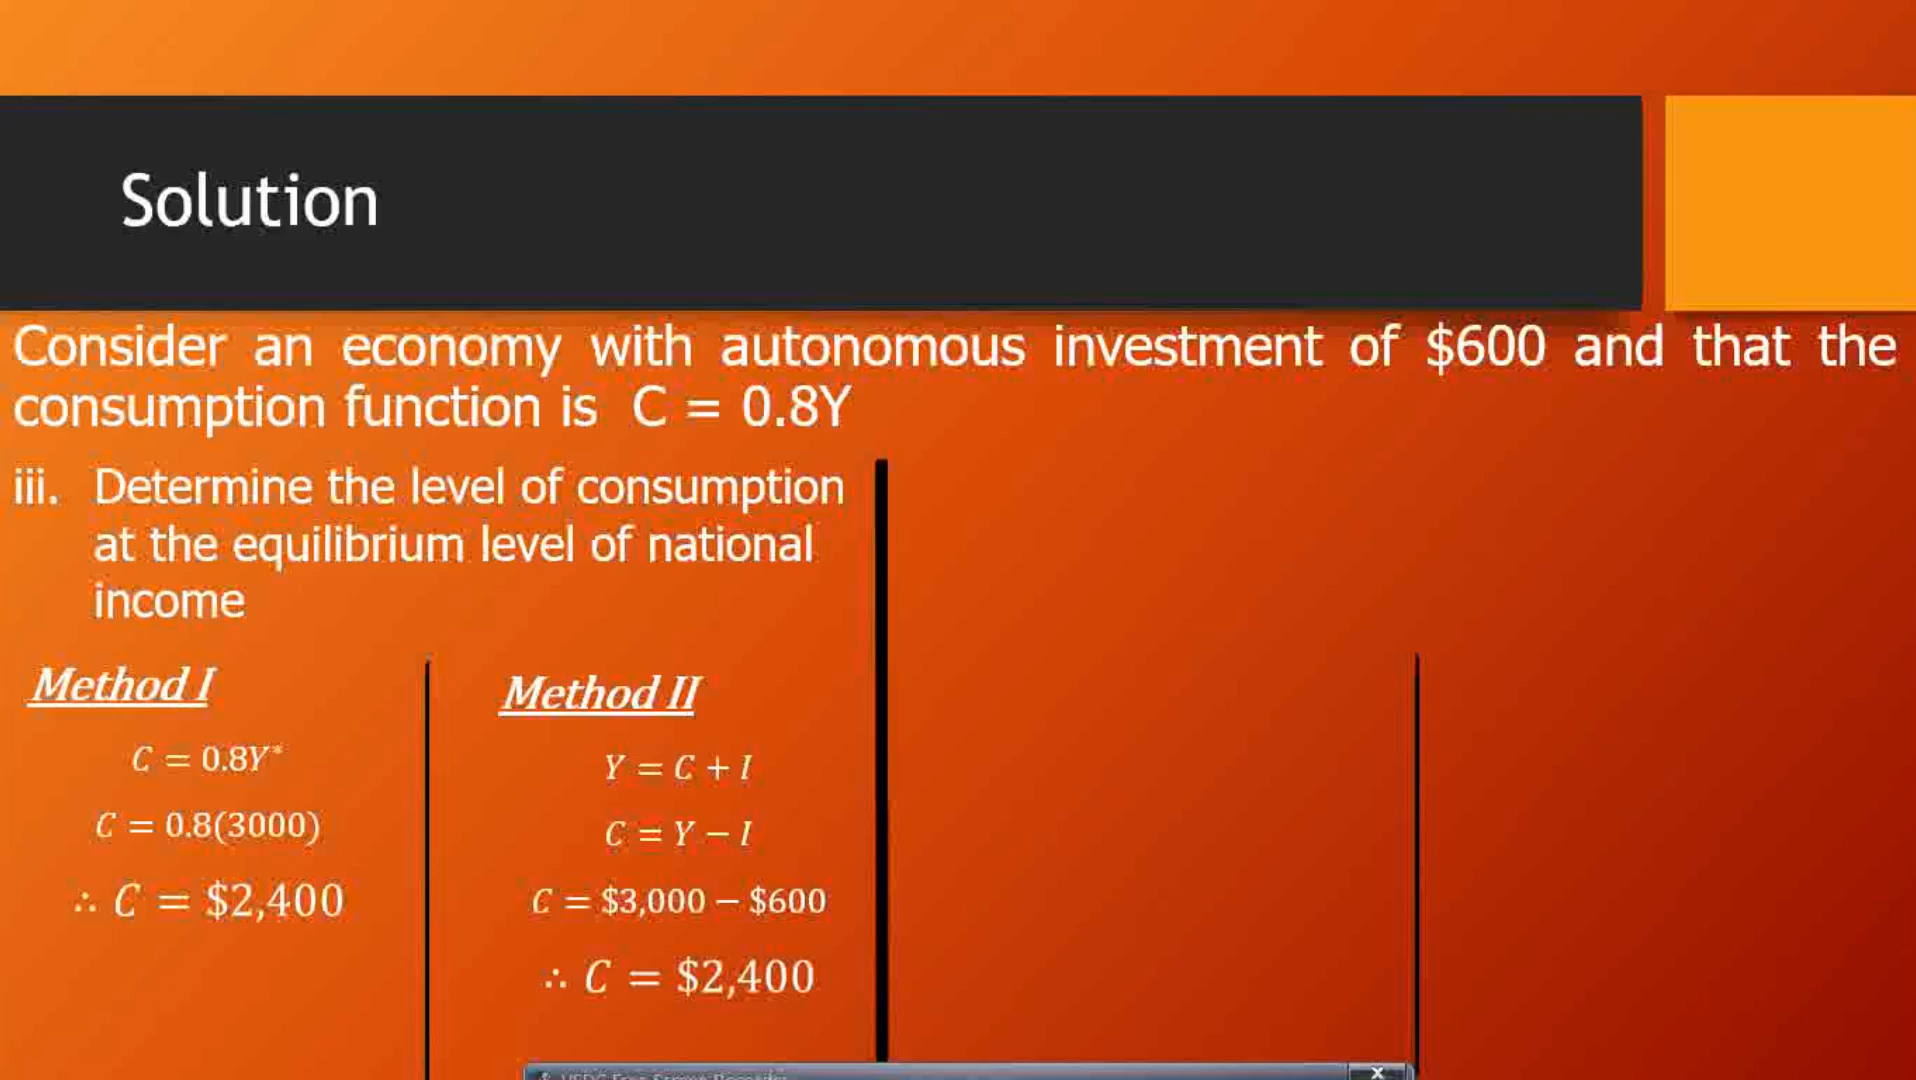 Solution
Consider an economy with autonomous investment of $600 and that the
consumption function is C = 0.8Y
iii. Determine the level of consumption
at the equilibrium level of national
income
Method I
C = 0.8Y*
C = 0.8(3000)
∴ C = $2,400
Method II
Y = C + I
C = Y − I
C = $3,000 − $600
∴ C = $2,400